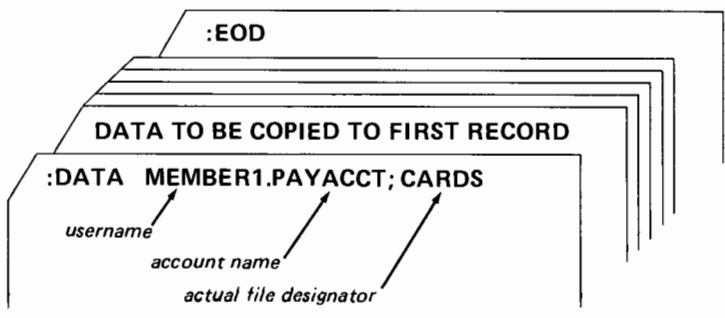 :EOD
DATA TO BE COPIED TO FIRST RECORD
:DATA MEMBER1.PAYACCT; CARDS
username
account name
actual file designator